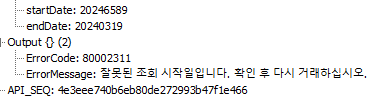 startDate: 20246589
endDate: 20240319
Output {} (2)
ErrorCode: 80002311
ErrorMessage: 잘못된 조회 시작일입니다. 확인 후 다시 거래하십시오.
API_SEQ: 4e3eee740b6eb80de272993b47f1e466